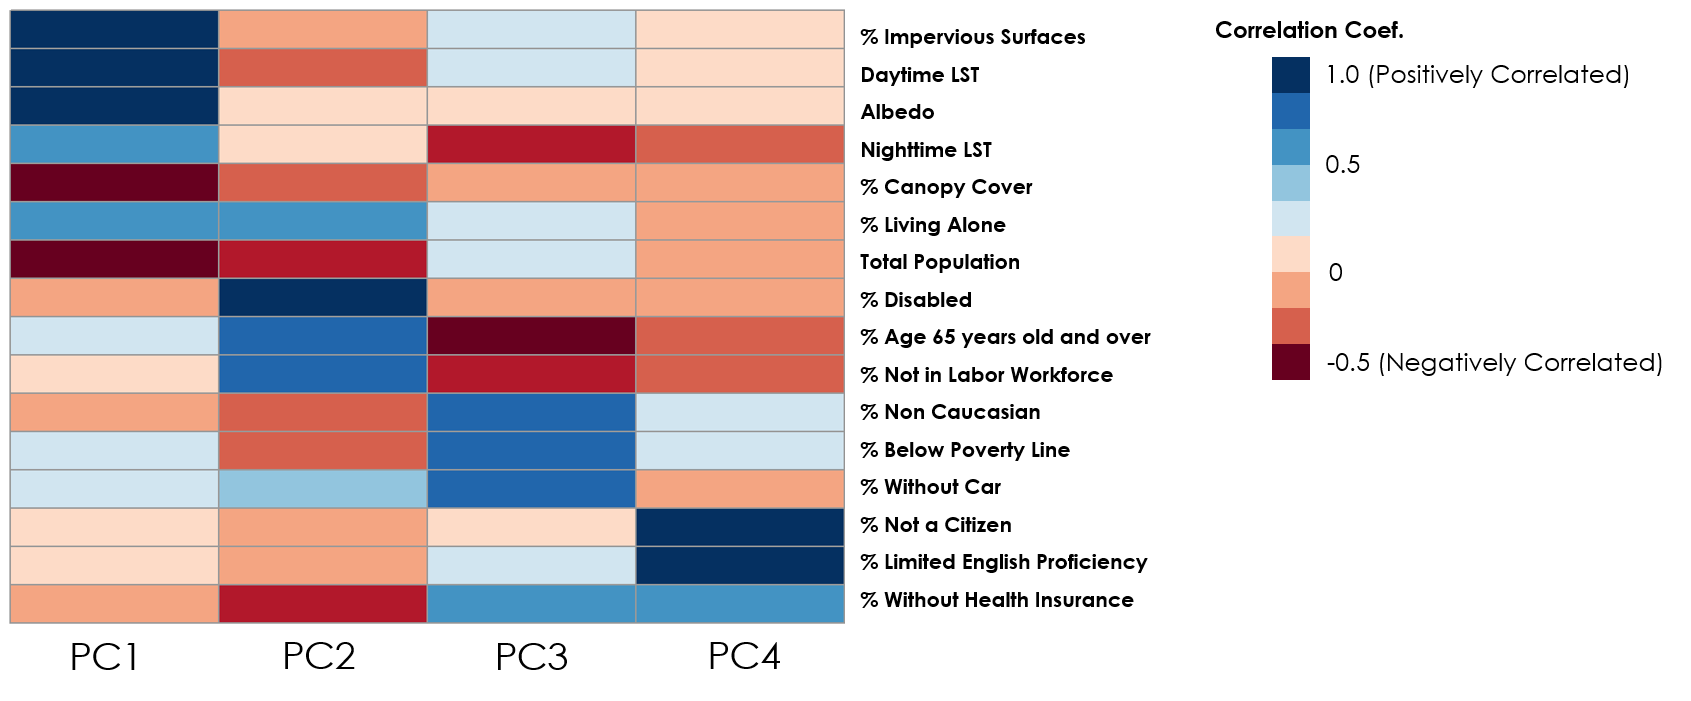 % Impervious Surfaces
Daytime LST
Albedo
Nighttime LST
% Canopy Cover
% Living Alone
Total Population
% Disabled
% Age 65 years old and over
% Not in Labor Workforce
% Non Caucasian
% Below Poverty Line
% Without Car
% Not a Citizen
% Limited English Proficiency
% Without Health Insurance
PC1 PC2 PC3 PC4
Correlation Coef.
1.0 (Positively Correlated)
0.5
0
-0.5 (Negatively Correlated)